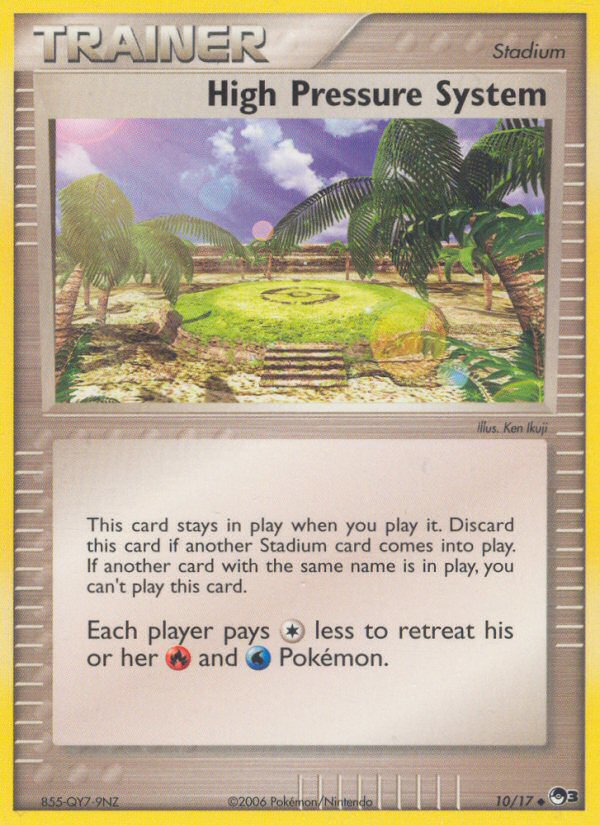 TRAINER
Stadium
High Pressure System
Illus. Ken Ikuji
This card stays in play when you play it. Discard
this card if another Stadium card comes into play.
If another card with the same name is in play, you
can't play this card.
Each player pays less to retreat his
or her and Pokémon.
855-QY7-9NZ
©2006 Pokémon/Nintendo
10/17 ◆ 3